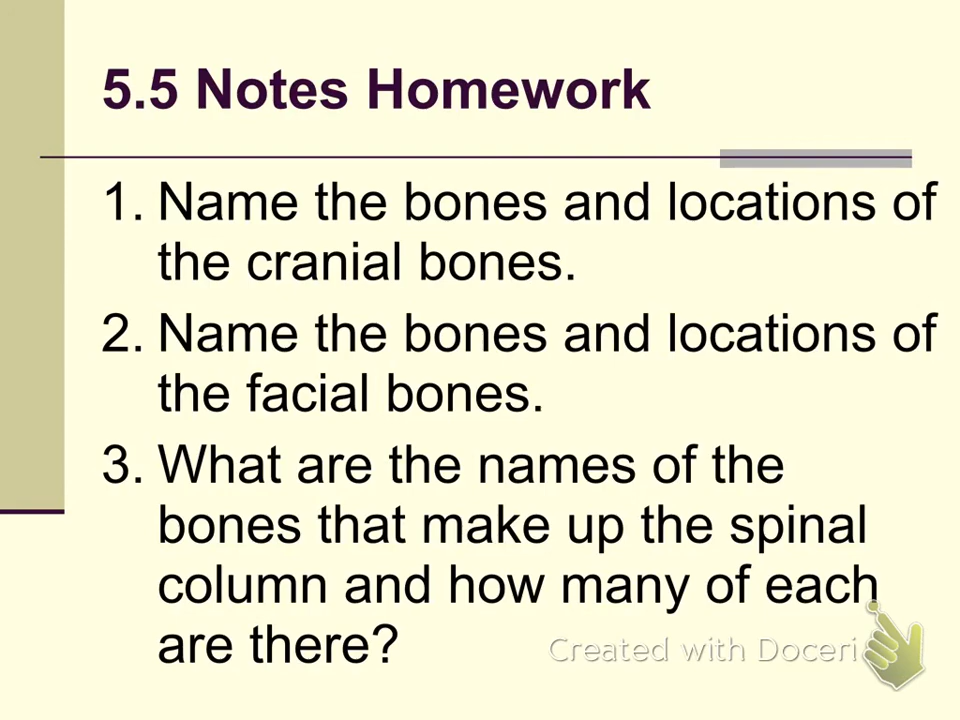 5.5 Notes Homework
1. Name the bones and locations of
the cranial bones.
2. Name the bones and locations of
the facial bones.
3. What are the names of the
bones that make up the spinal
column and how many of each
are there?
Created with Doceri